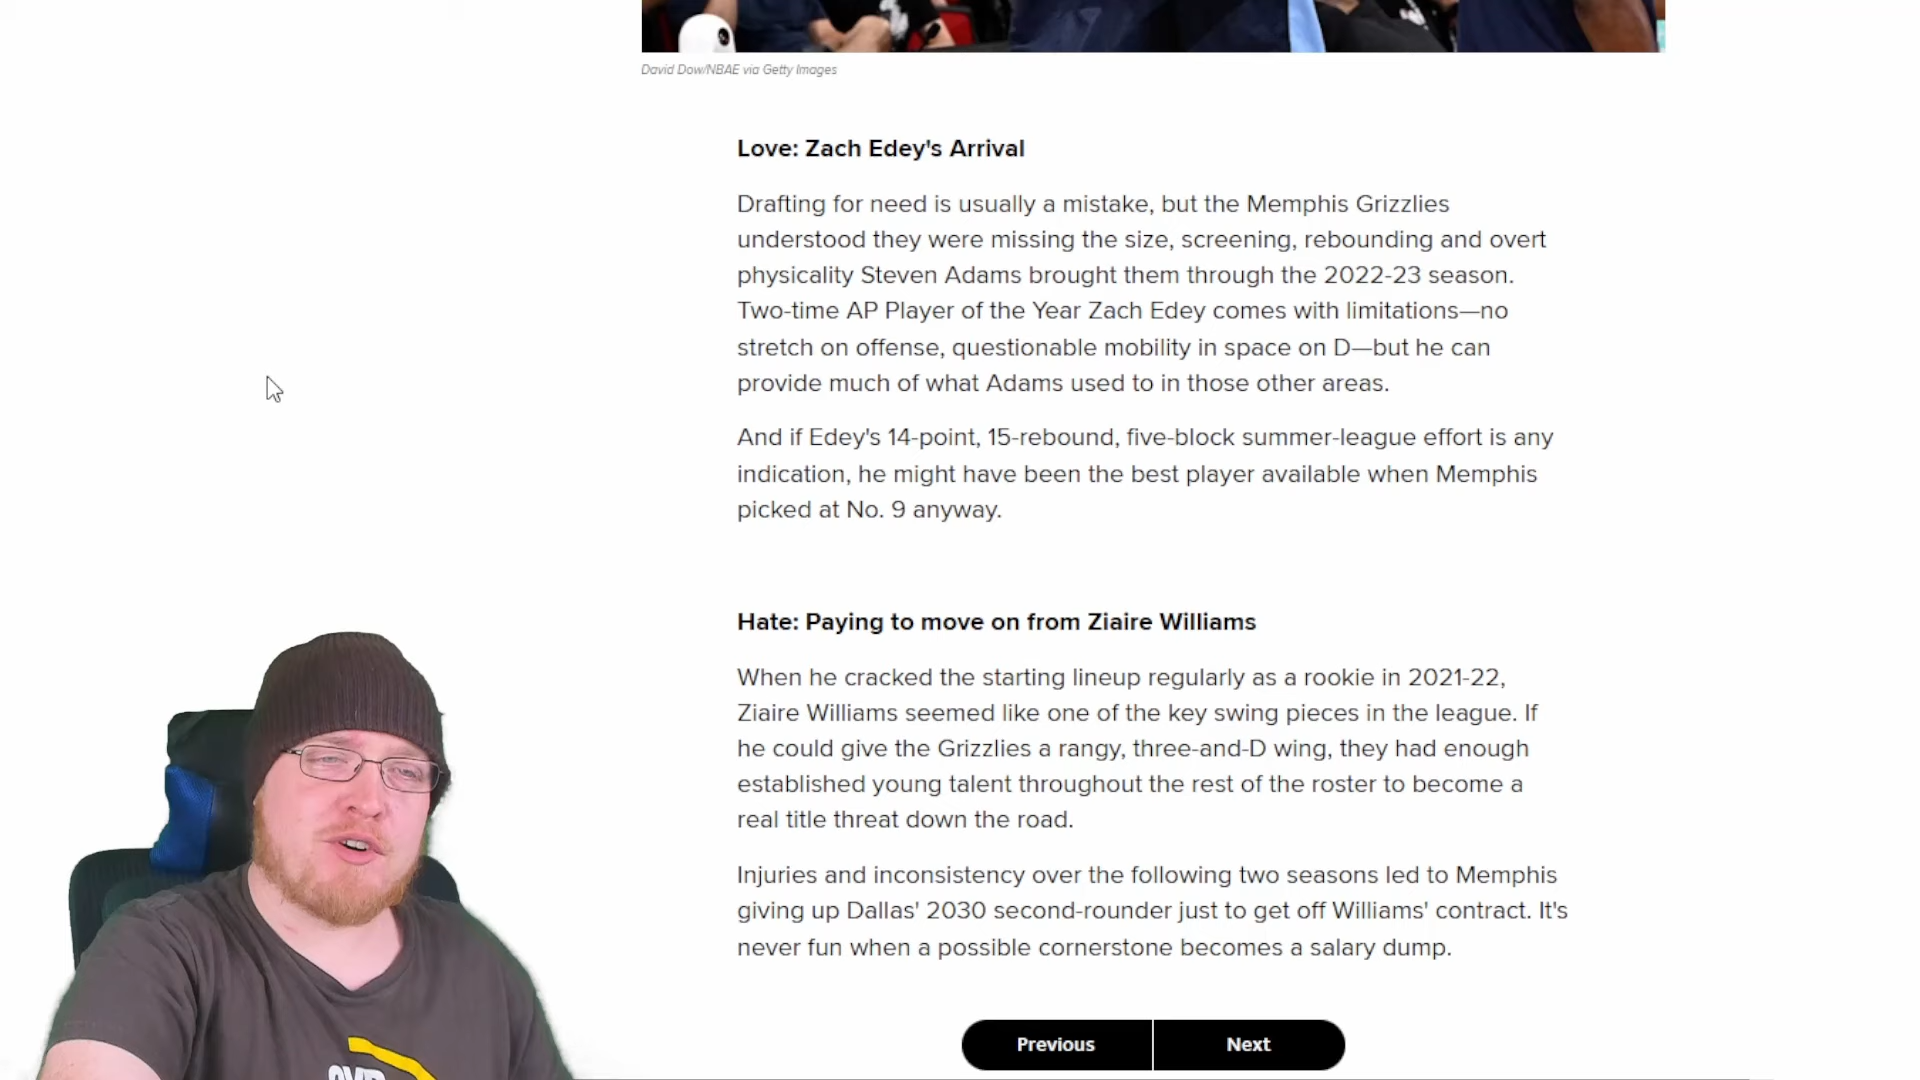 David Dow/NBAE via Getty Images
Love: Zach Edey's Arrival
Drafting for need is usually a mistake, but the Memphis Grizzlies
understood they were missing the size, screening, rebounding and overt
physicality Steven Adams brought them through the 2022-23 season.
Two-time AP Player of the Year Zach Edey comes with limitations—no
stretch on offense, questionable mobility in space on D—but he can
provide much of what Adams used to in those other areas.
And if Edey's 14-point, 15-rebound, five-block summer-league effort is any
indication, he might have been the best player available when Memphis
picked at No. 9 anyway.
Hate: Paying to move on from Ziaire Williams
When he cracked the starting lineup regularly as a rookie in 2021-22,
Ziaire Williams seemed like one of the key swing pieces in the league. If
he could give the Grizzlies a rangy, three-and-D wing, they had enough
established young talent throughout the rest of the roster to become a
real title threat down the road.
Injuries and inconsistency over the following two seasons led to Memphis
giving up Dallas' 2030 second-rounder just to get off Williams' contract. It's
never fun when a possible cornerstone becomes a salary dump.
Previous
Next